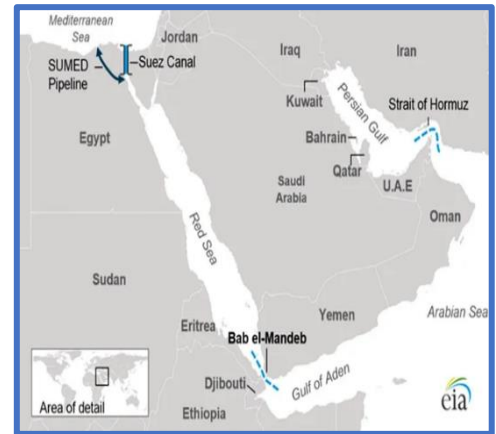 Mediterranean
Sea
Jordan
Iraq
Iran
SUMED
Pipeline
Suez Canal
Kuwait
Persian Gulf
Strait of Hormuz
Egypt
Bahrain
Qatar
Saudi
Arabia
U.A.E
Oman
Red Sea
Sudan
Arabian Sea
Yemen
Eritrea
Bab el-Mandeb
Djibouti
Gulf of Aden
Ethiopia
Area of detail
eia